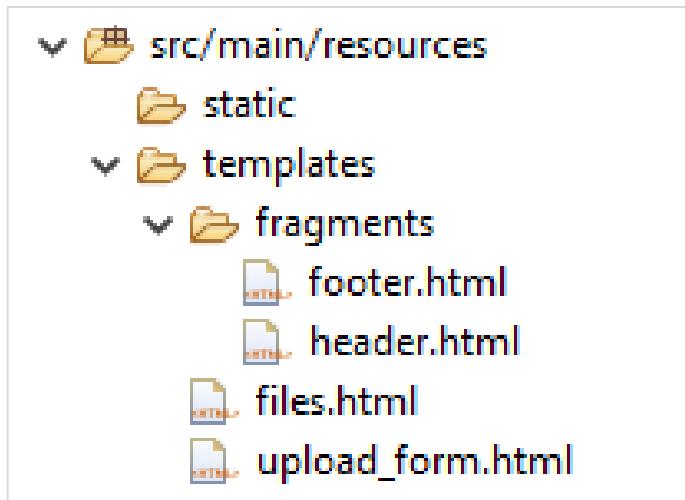 src/main/resources
static
templates
fragments
footer.html
header.html
files.html
upload_form.html